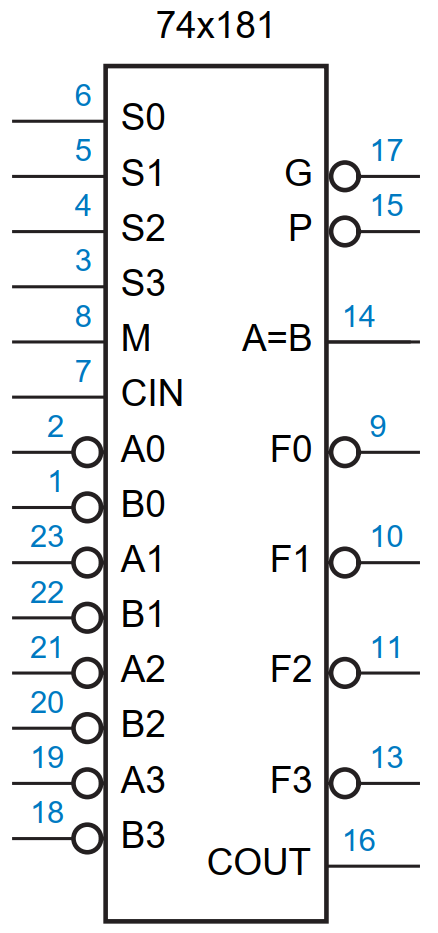 74x181
6 S0
5 S1
17 G
4 S2
15 P
3 S3
8 M
A=B 14
7 CIN
2 A0
F0 9
1 B0
23 A1
F1 10
22 B1
21 A2
F2 11
20 B2
19 A3
F3 13
18 B3
COUT 16